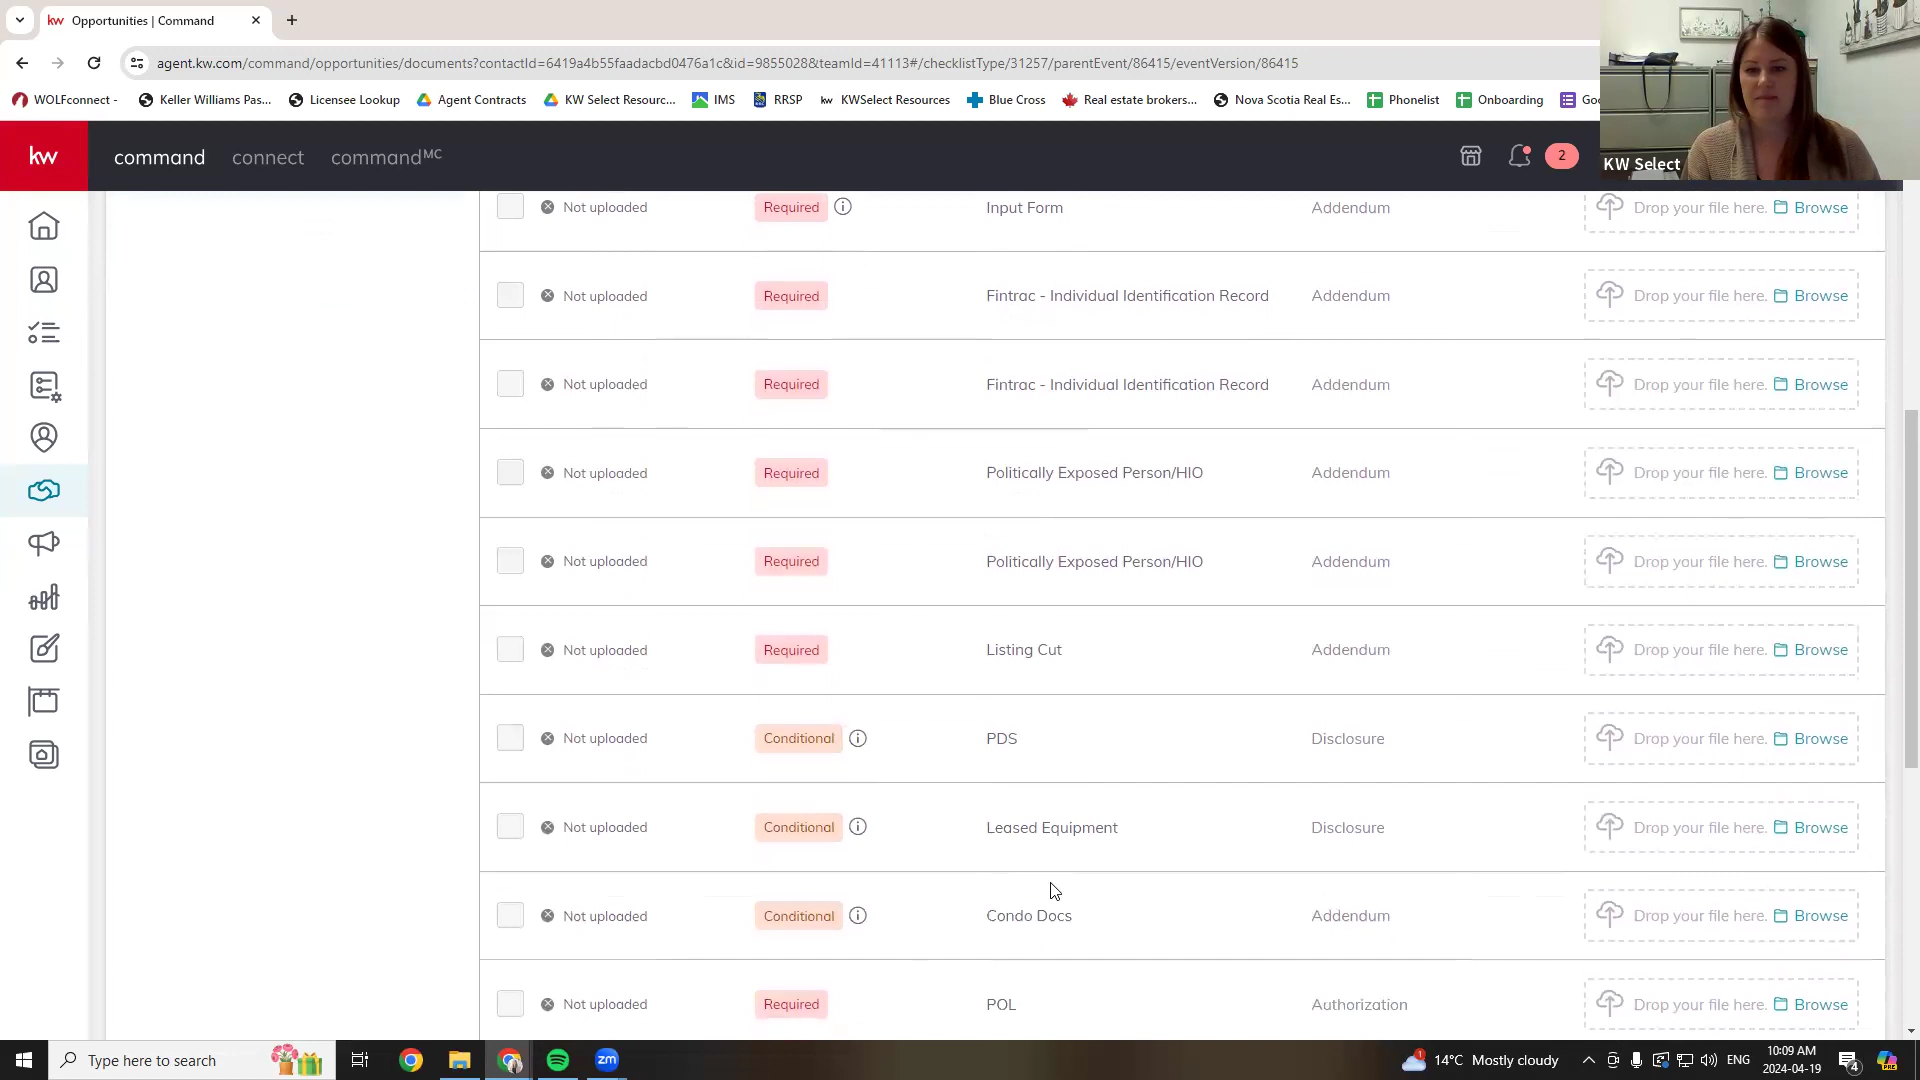 kw Opportunities | Command
agent.kw.com/command/opportunities/documents?contactId=6419a4b55faadacbd0476a1c&id=9855028&teamId=41113#/checklistType/31257/parentEvent/86415/eventVersion/86415
WOLFconnect - Keller Williams Pas... Licensee Lookup Agent Contracts KW Select Resourc... IMS RRSP kw KWSelect Resources Blue Cross Real estate brokers... Nova Scotia Real Es... Phonelist Onboarding Goo
kw command connect commandMC 2
KW Select
Not uploaded Required Input Form Addendum Drop your file here. Browse
Not uploaded Required Fintrac - Individual Identification Record Addendum Drop your file here. Browse
Not uploaded Required Fintrac - Individual Identification Record Addendum Drop your file here. Browse
Not uploaded Required Politically Exposed Person/HIO Addendum Drop your file here. Browse
Not uploaded Required Politically Exposed Person/HIO Addendum Drop your file here. Browse
Not uploaded Required Listing Cut Addendum Drop your file here. Browse
Not uploaded Conditional PDS Disclosure Drop your file here. Browse
Not uploaded Conditional Leased Equipment Disclosure Drop your file here. Browse
Not uploaded Conditional Condo Docs Addendum Drop your file here. Browse
Not uploaded Required POL Authorization Drop your file here. Browse
Type here to search zm 1 14°C Mostly cloudy ENG 10:09 AM 4
2024-04-19